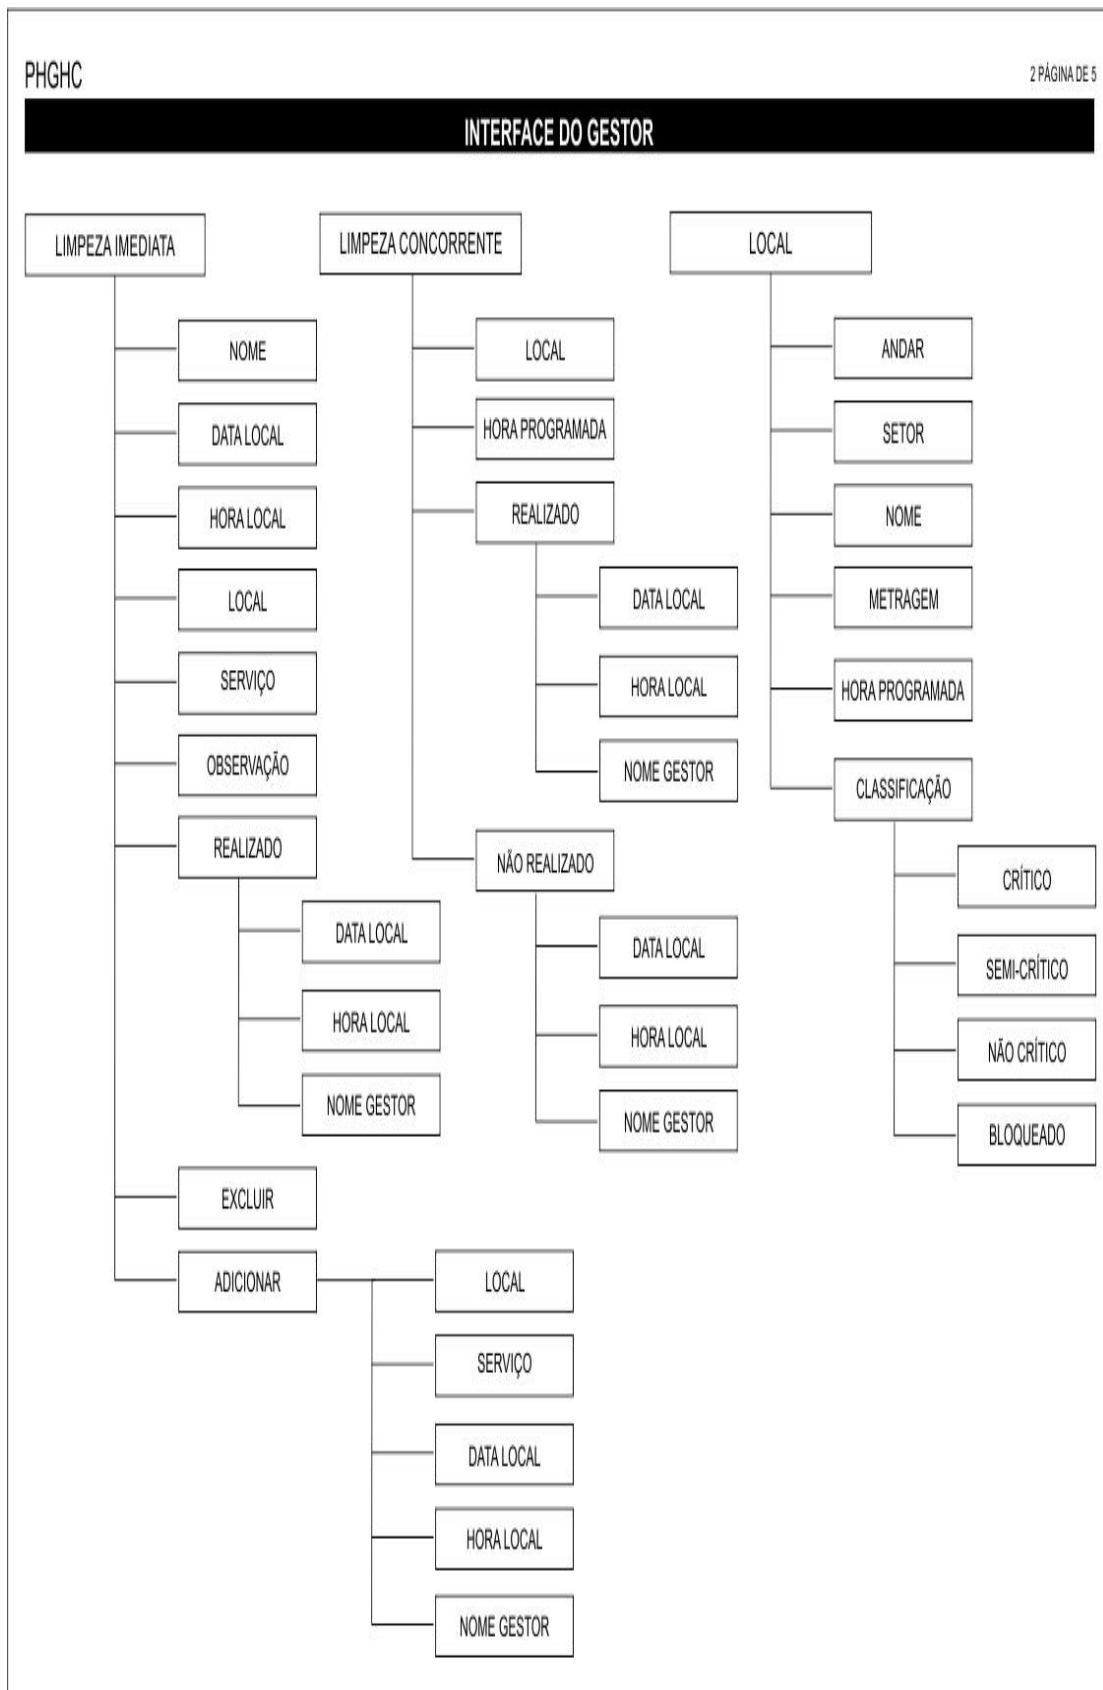 PHGHC
2 PÁGINA DE 5
INTERFACE DO GESTOR
LIMPEZA IMEDIATA
NOME
DATA LOCAL
HORA LOCAL
LOCAL
SERVIÇO
OBSERVAÇÃO
REALIZADO
DATA LOCAL
HORA LOCAL
NOME GESTOR
EXCLUIR
ADICIONAR
LOCAL
SERVIÇO
DATA LOCAL
HORA LOCAL
NOME GESTOR
LIMPEZA CONCORRENTE
LOCAL
HORA PROGRAMADA
REALIZADO
DATA LOCAL
HORA LOCAL
NOME GESTOR
NÃO REALIZADO
DATA LOCAL
HORA LOCAL
NOME GESTOR
LOCAL
ANDAR
SETOR
NOME
METRAGEM
HORA PROGRAMADA
CLASSIFICAÇÃO
CRÍTICO
SEMI-CRÍTICO
NÃO CRÍTICO
BLOQUEADO